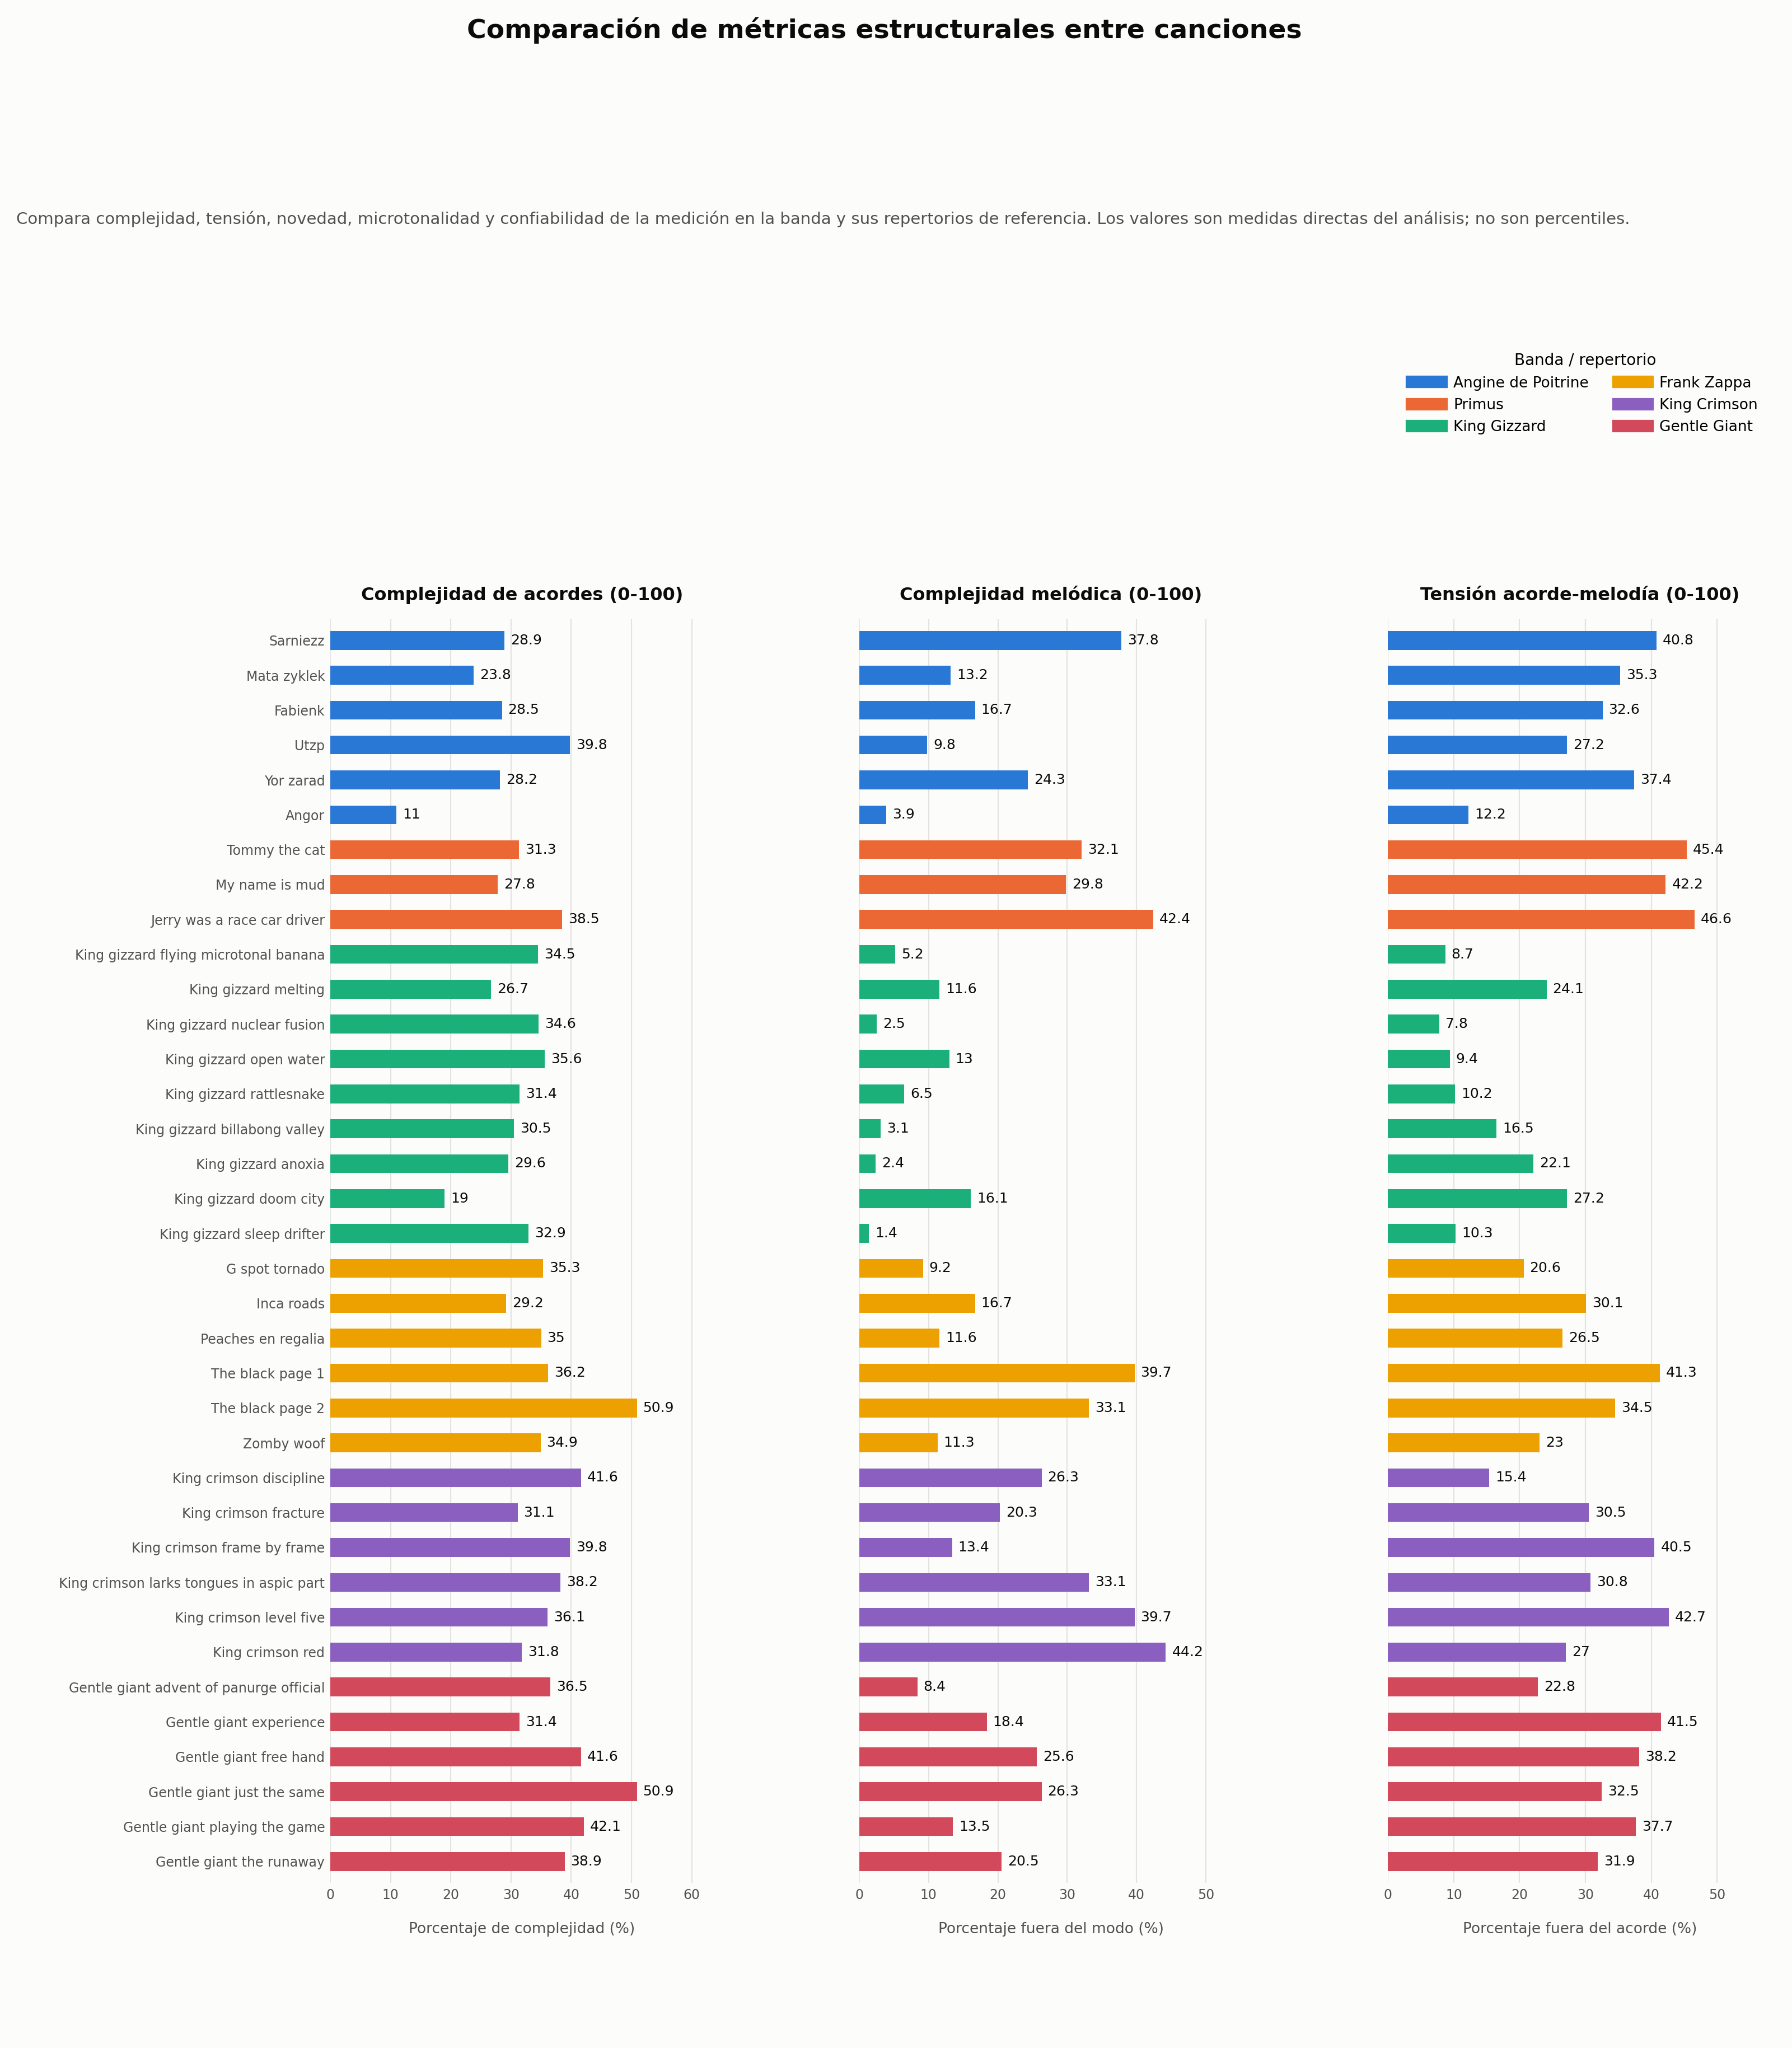 Comparación de métricas estructurales entre canciones
Compara complejidad, tensión, novedad, microtonalidad y confiabilidad de la medición en la banda y sus repertorios de referencia. Los valores son medidas directas del análisis; no son percentiles.
Banda / repertorio
Angine de Poitrine Frank Zappa
Primus King Crimson
King Gizzard Gentle Giant
Complejidad de acordes (0-100) Complejidad melódica (0-100) Tensión acorde-melodía (0-100)
Sarniezz 28.9 37.8 40.8
Mata zyklek 23.8 13.2 35.3
Fabienk 28.5 16.7 32.6
Utzp 39.8 9.8 27.2
Yor zarad 28.2 24.3 37.4
Angor 11 3.9 12.2
Tommy the cat 31.3 32.1 45.4
My name is mud 27.8 29.8 42.2
Jerry was a race car driver 38.5 42.4 46.6
King gizzard flying microtonal banana 34.5 5.2 8.7
King gizzard melting 26.7 11.6 24.1
King gizzard nuclear fusion 34.6 2.5 7.8
King gizzard open water 35.6 13 9.4
King gizzard rattlesnake 31.4 6.5 10.2
King gizzard billabong valley 30.5 3.1 16.5
King gizzard anoxia 29.6 2.4 22.1
King gizzard doom city 19 16.1 27.2
King gizzard sleep drifter 32.9 1.4 10.3
G spot tornado 35.3 9.2 20.6
Inca roads 29.2 16.7 30.1
Peaches en regalia 35 11.6 26.5
The black page 1 36.2 39.7 41.3
The black page 2 50.9 33.1 34.5
Zomby woof 34.9 11.3 23
King crimson discipline 41.6 26.3 15.4
King crimson fracture 31.1 20.3 30.5
King crimson frame by frame 39.8 13.4 40.5
King crimson larks tongues in aspic part 38.2 33.1 30.8
King crimson level five 36.1 39.7 42.7
King crimson red 31.8 44.2 27
Gentle giant advent of panurge official 36.5 8.4 22.8
Gentle giant experience 31.4 18.4 41.5
Gentle giant free hand 41.6 25.6 38.2
Gentle giant just the same 50.9 26.3 32.5
Gentle giant playing the game 42.1 13.5 37.7
Gentle giant the runaway 38.9 20.5 31.9
0 10 20 30 40 50 60 0 10 20 30 40 50 0 10 20 30 40 50
Porcentaje de complejidad (%) Porcentaje fuera del modo (%) Porcentaje fuera del acorde (%)